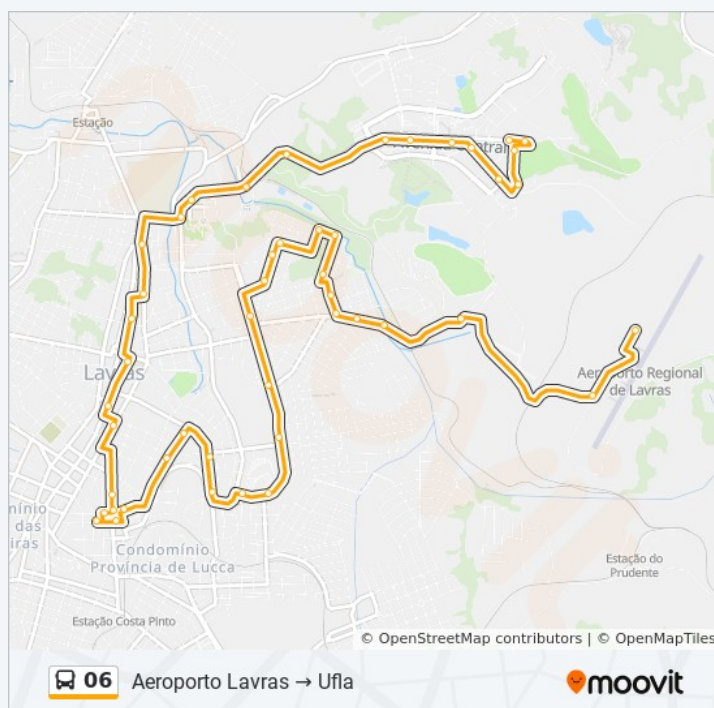 Estação
Lavras
Aeroporto Regional
de Lavras
mínio
das
iras
Condomínio
Província de Lucca
Estação do
Prudente
Estação Costa Pinto
© OpenStreetMap contributors | © OpenMapTiles
06 Aeroporto Lavras → Ufla
moovit